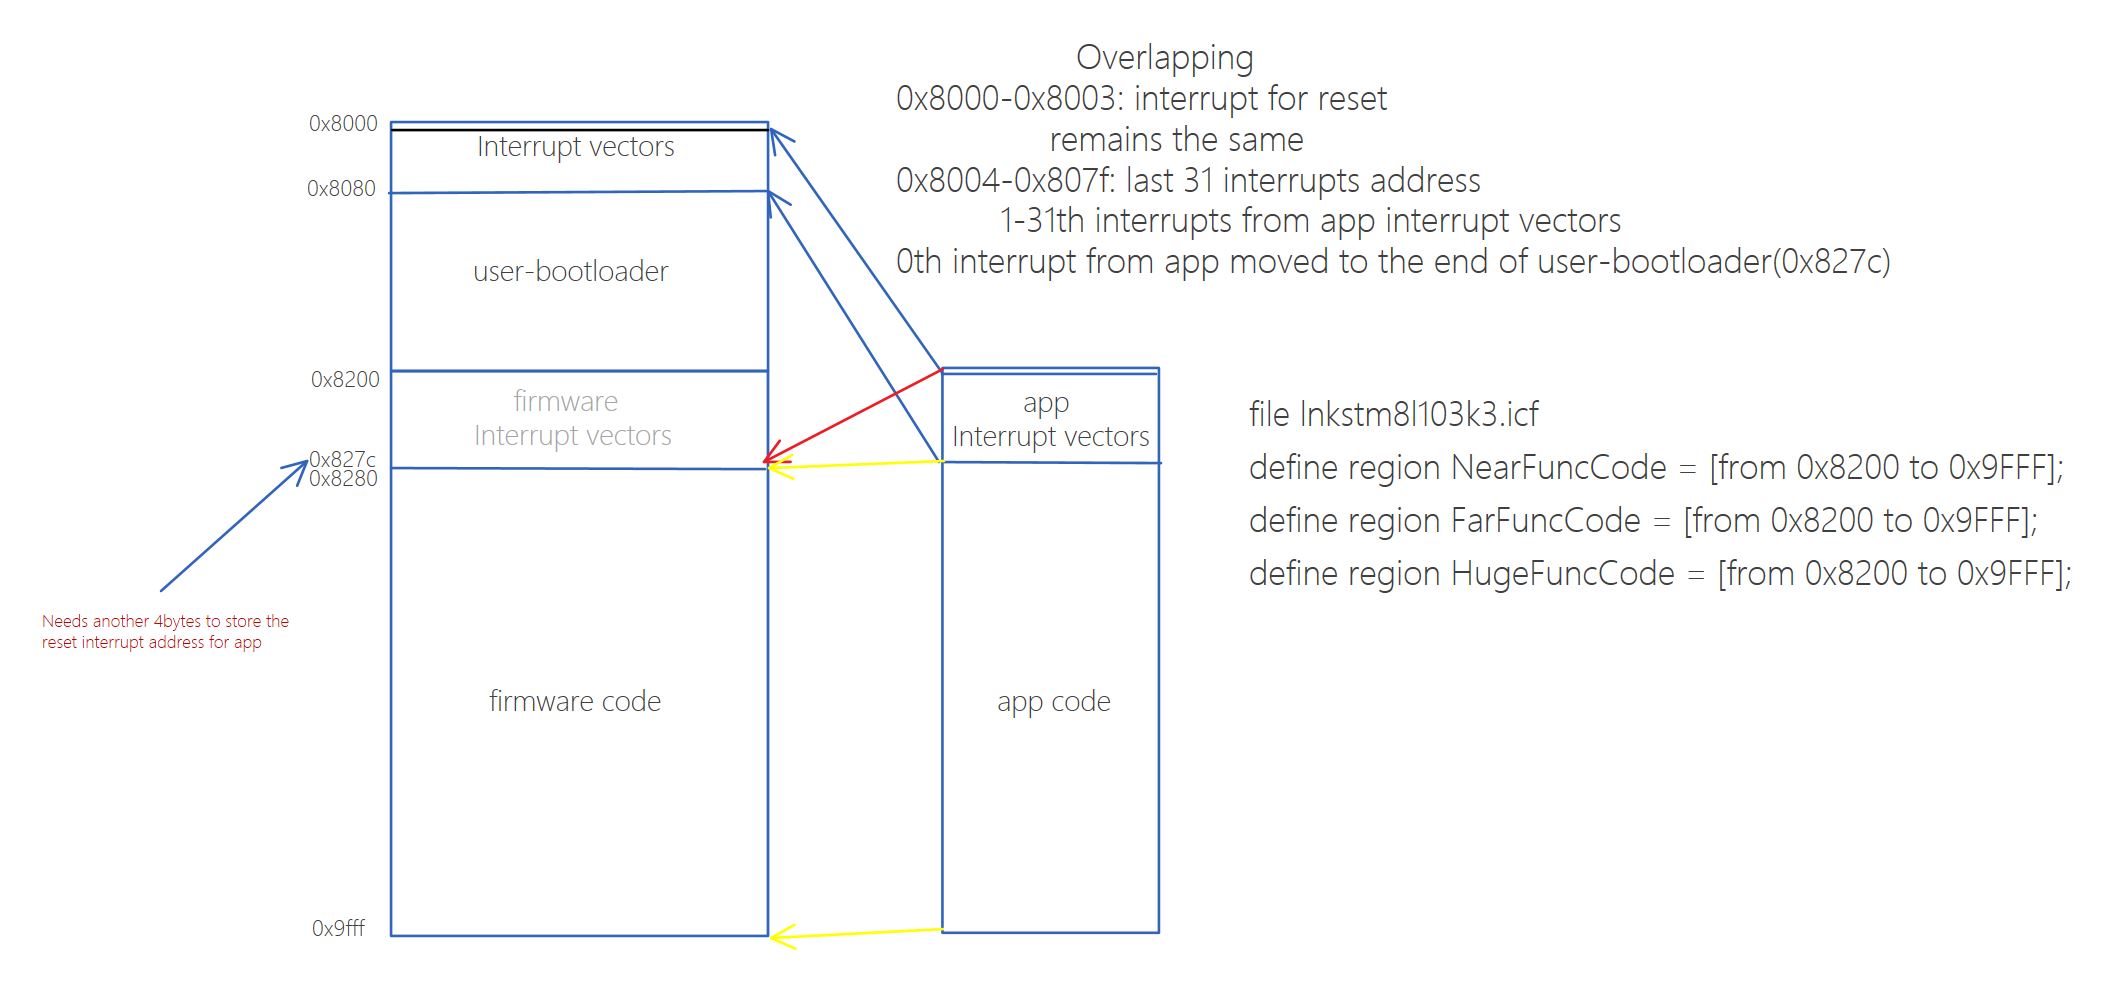 Overlapping
0x8000-0x8003: interrupt for reset
remains the same
0x8004-0x807f: last 31 interrupts address
1-31th interrupts from app interrupt vectors
0th interrupt from app moved to the end of user-bootloader(0x827c)
0x8000
Interrupt vectors
0x8080
user-bootloader
0x8200
firmware
Interrupt vectors
0x827c
0x8280
firmware code
0x9fff
Needs another 4bytes to store the
reset interrupt address for app
app
Interrupt vectors
app code
file lnkstm8l103k3.icf
define region NearFuncCode = [from 0x8200 to 0x9FFF];
define region FarFuncCode = [from 0x8200 to 0x9FFF];
define region HugeFuncCode = [from 0x8200 to 0x9FFF];